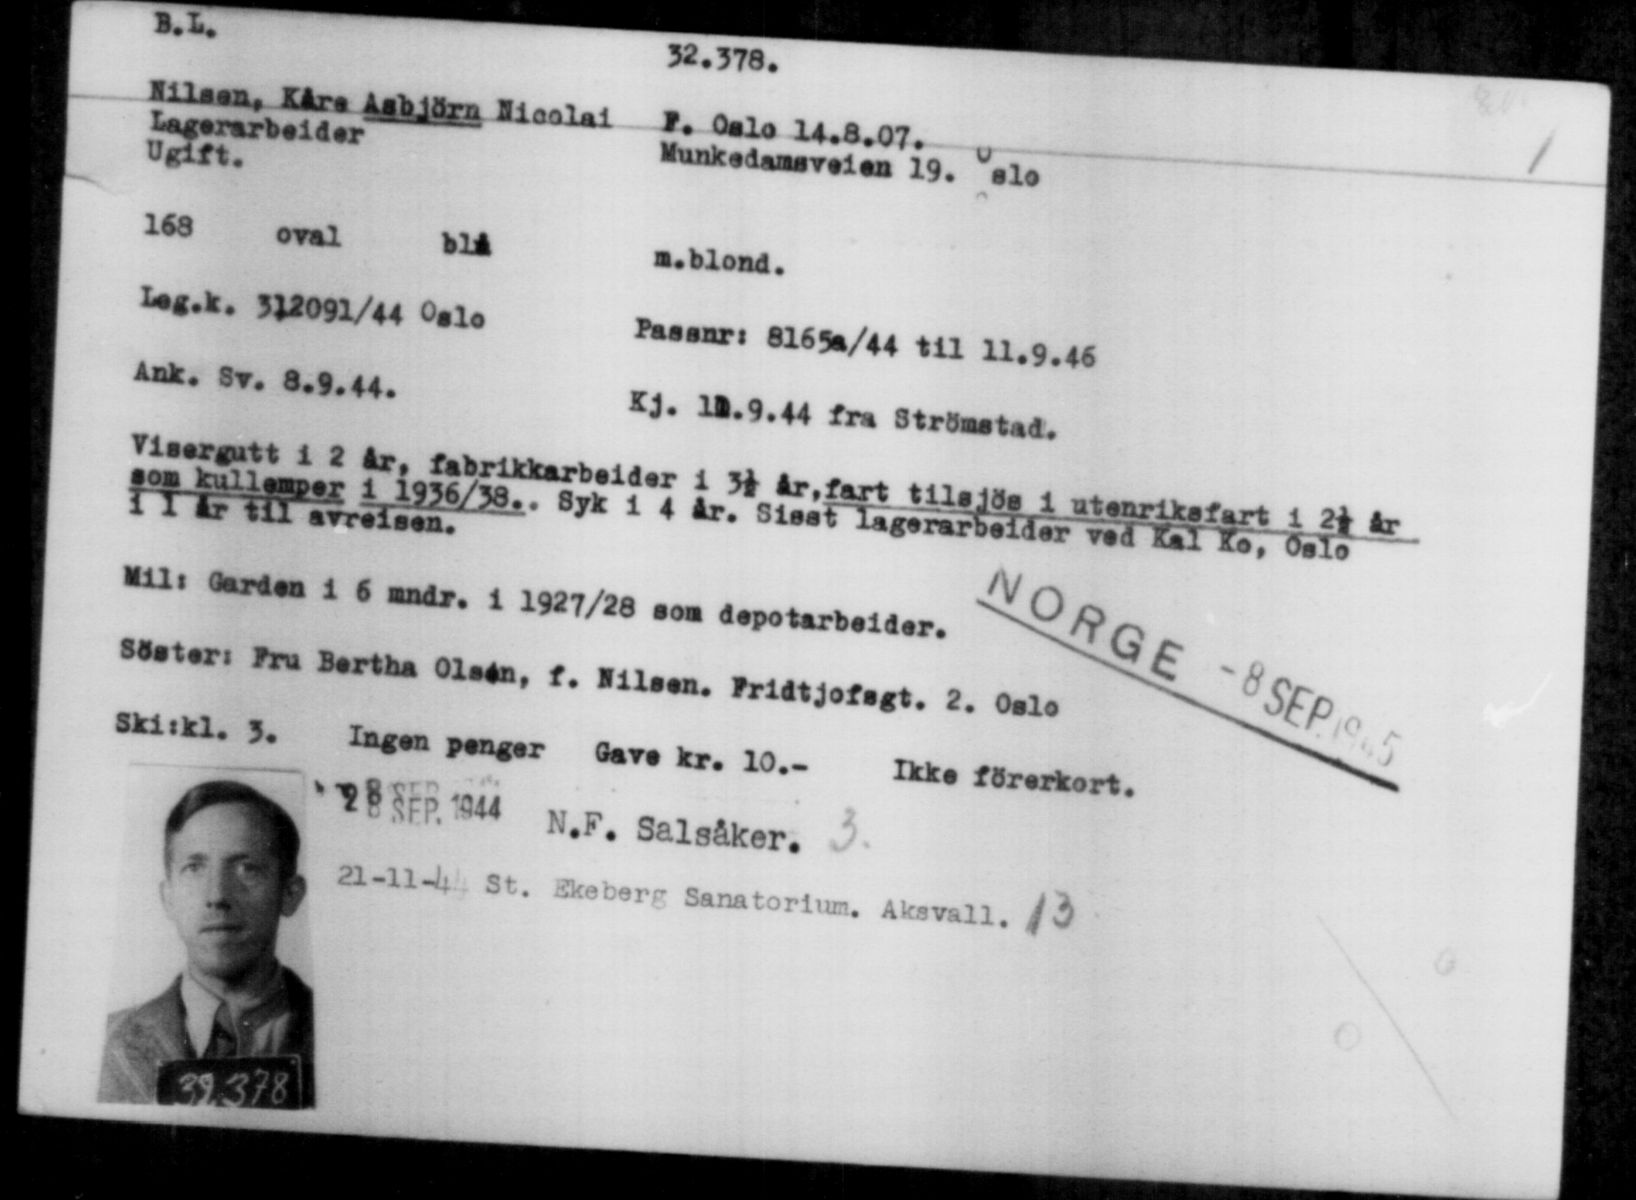 B.L.
32.378.
Nilsen, Kåre Asbjörn Nicolai F. Oslo 14.8.07.
Lagerarbeider Munkedamsveien 19. Oslo
Ugift.
1
168 oval blå m.blond.
Leg.k. 312091/44 Oslo Passnr: 8165a/44 til 11.9.46
Ank. Sv. 8.9.44. Kj. .9.44 fra Strömstad.
Visergutt i 2 år, fabrikkarbeider i 3½ år,fart tilsjös i utenriksfart i 2½ år
som kullemper i 1936/38.. Syk i 4 år. Sisst lagerarbeider ved Kal Ko, Oslo
i 1 år til avreisen.
Mil: Garden i 6 mndr. i 1927/28 som depotarbeider.
NORGE -8 SEP. 1945
Söster: Fru Bertha Olsen, f. Nilsen. Fridtjofsgt. 2. Oslo
Ski:kl. 3. Ingen penger Gave kr. 10.- Ikke förerkort.
28 SEP. 1944 N.F. Salsåker. 3.
21-11-44 St. Ekeberg Sanatorium. Aksvall. 13
32.378